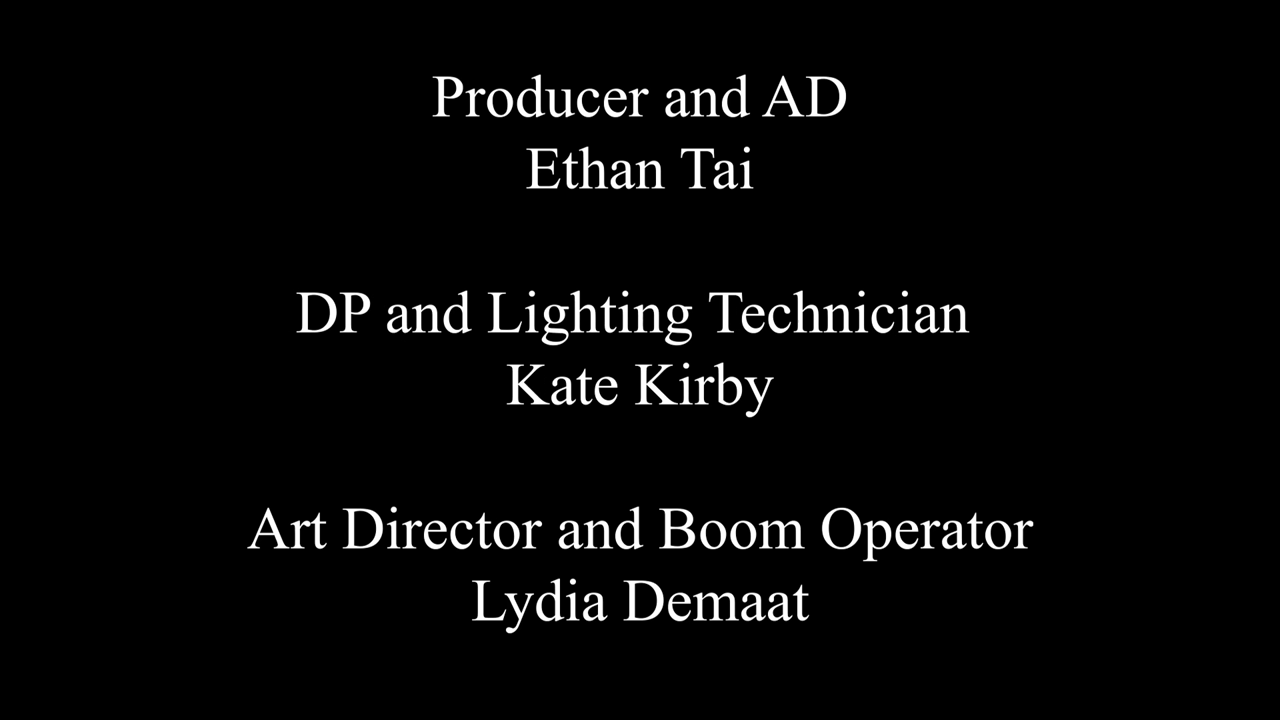 Producer and AD
Ethan Tai
DP and Lighting Technician
Kate Kirby
Art Director and Boom Operator
Lydia Demaat